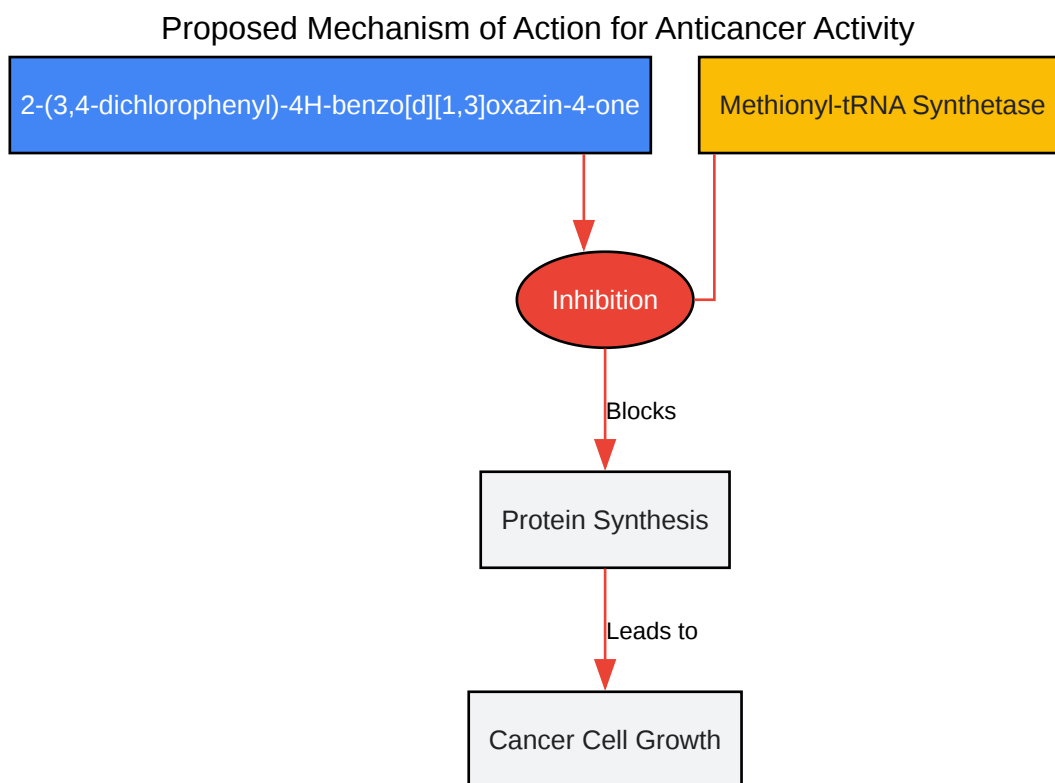 Proposed Mechanism of Action for Anticancer Activity
2-(3,4-dichlorophenyl)-4H-benzo[d][1,3]oxazin-4-one
Methionyl-tRNA Synthetase
Inhibition
Blocks
Protein Synthesis
Leads to
Cancer Cell Growth